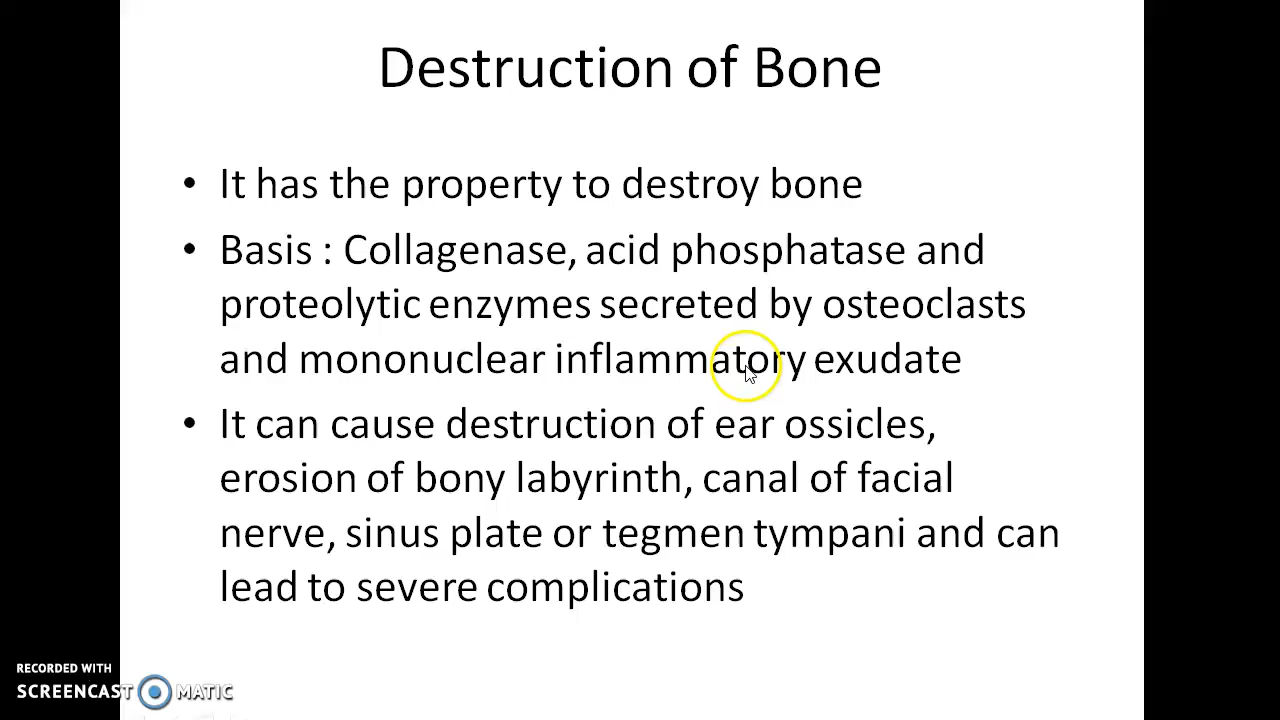 Destruction of Bone
• It has the property to destroy bone
• Basis : Collagenase, acid phosphatase and
proteolytic enzymes secreted by osteoclasts
and mononuclear inflammatory exudate
• It can cause destruction of ear ossicles,
erosion of bony labyrinth, canal of facial
nerve, sinus plate or tegmen tympani and can
lead to severe complications
RECORDED WITH
SCREENCAST MATIC